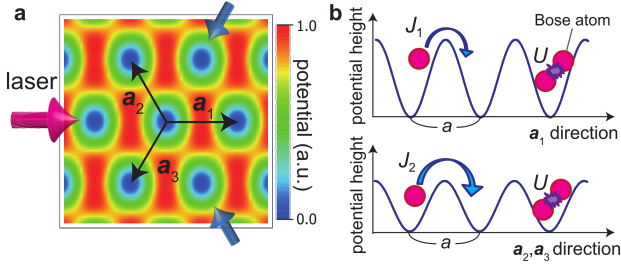 a
laser
a₂
a₁
a₃
1.0
potential (a.u.)
0.0
b
potential height
J₁
U
Bose atom
a
a₁ direction
potential height
J₂
U
a
a₂,a₃ direction